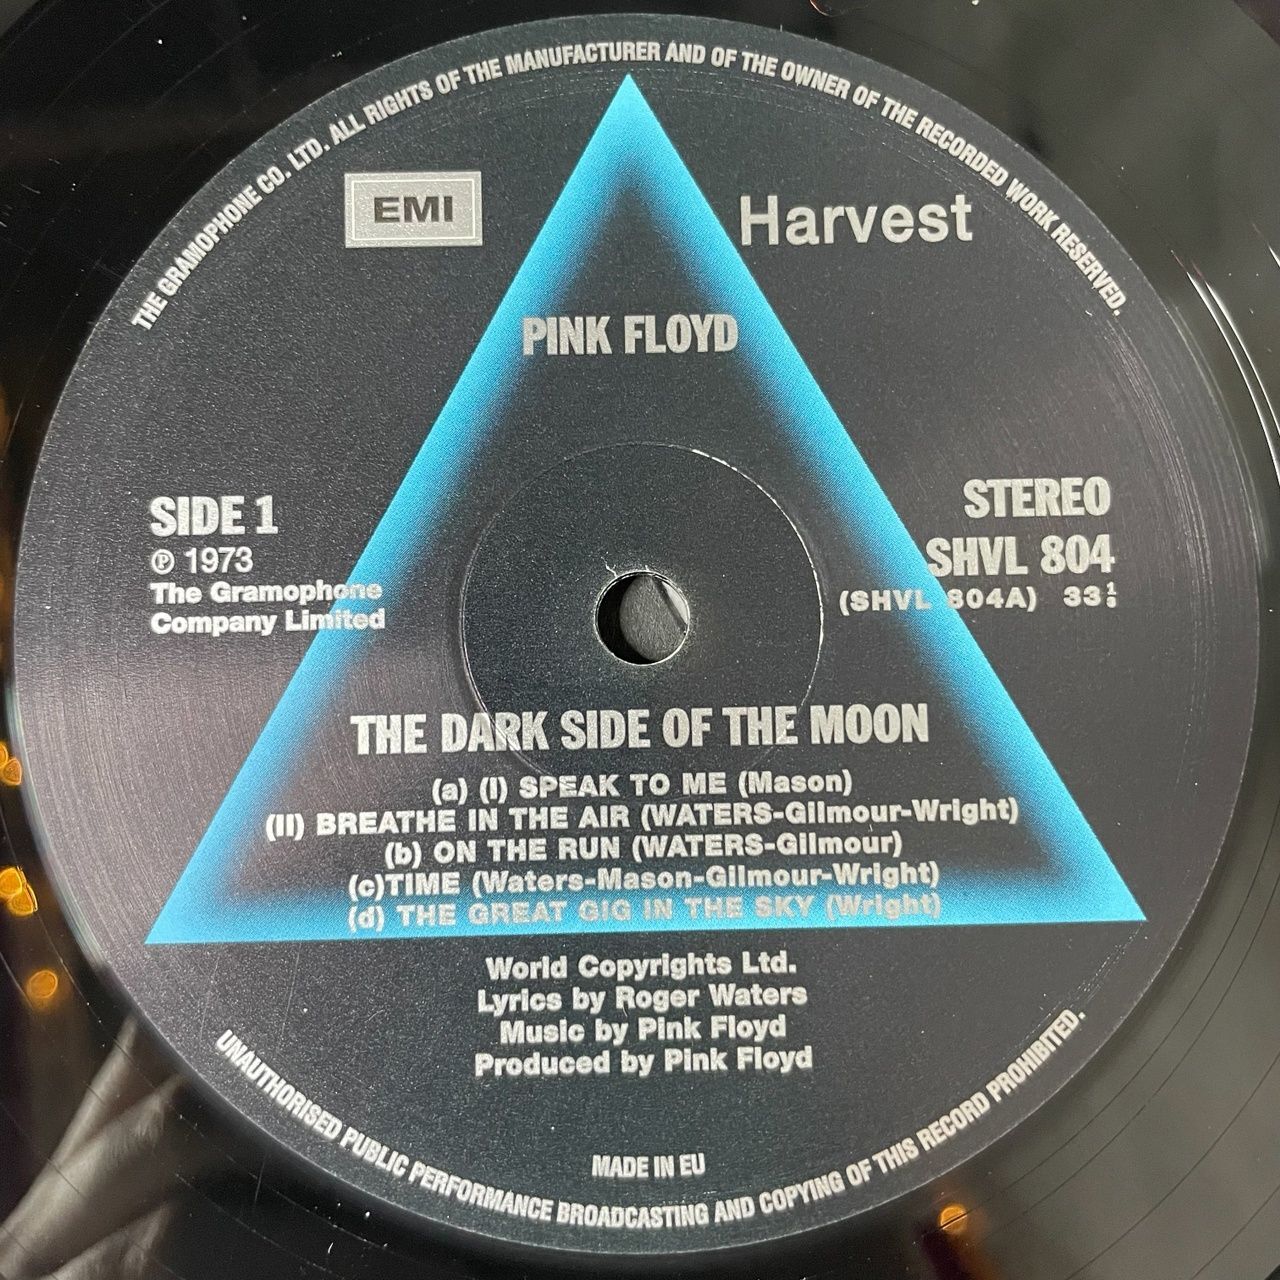 THE GRAMOPHONE CO. LTD. ALL RIGHTS OF THE MANUFACTURER AND OF THE OWNER OF THE RECORDED WORK RESERVED.
EMI
Harvest
PINK FLOYD
SIDE 1
℗ 1973
The Gramophone
Company Limited
STEREO
SHVL 804
(SHVL 804A) 33⅓
THE DARK SIDE OF THE MOON
(a) (I) SPEAK TO ME (Mason)
(II) BREATHE IN THE AIR (WATERS-Gilmour-Wright)
(b) ON THE RUN (WATERS-Gilmour)
(c)TIME (Waters-Mason-Gilmour-Wright)
(d) THE GREAT GIG IN THE SKY (Wright)
World Copyrights Ltd.
Lyrics by Roger Waters
Music by Pink Floyd
Produced by Pink Floyd
MADE IN EU
UNAUTHORISED PUBLIC PERFORMANCE BROADCASTING AND COPYING OF THIS RECORD PROHIBITED.